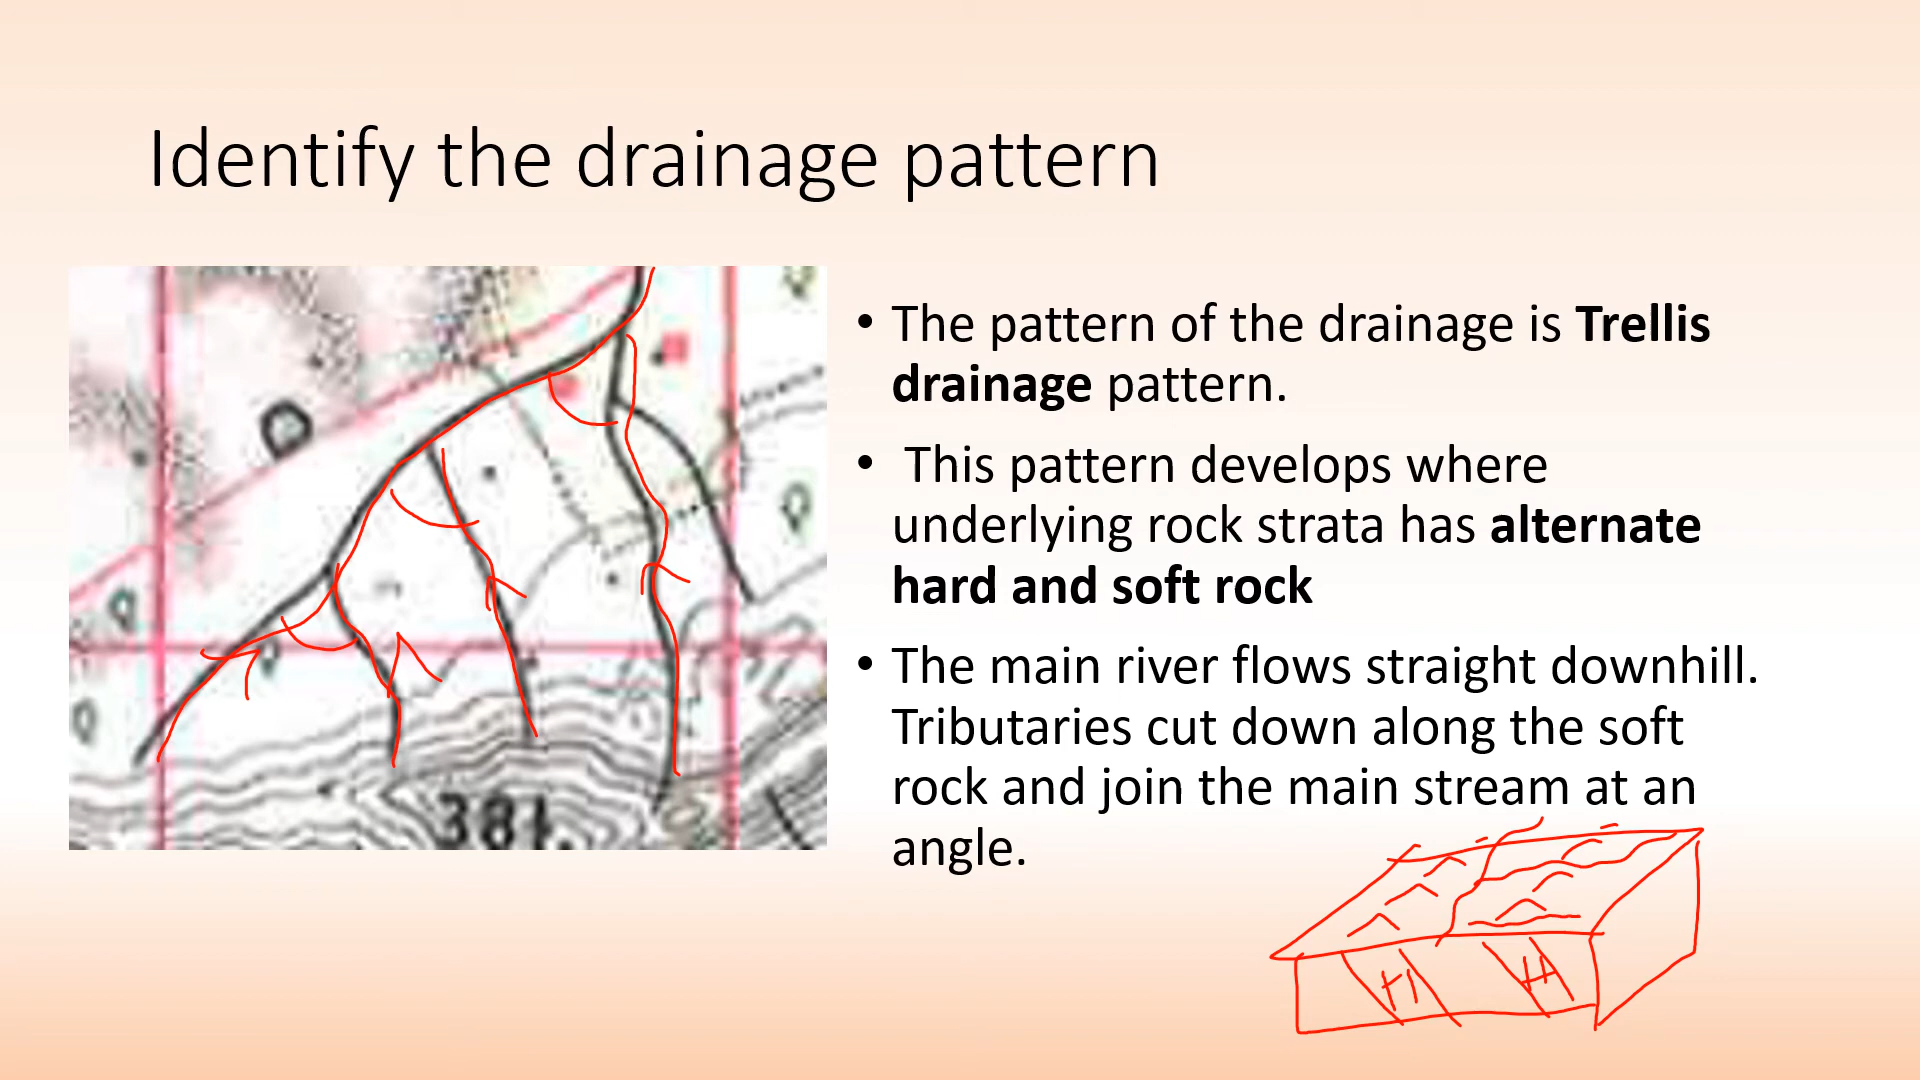 Identify the drainage pattern
• The pattern of the drainage is Trellis
drainage pattern.
• This pattern develops where
underlying rock strata has alternate
hard and soft rock
• The main river flows straight downhill.
Tributaries cut down along the soft
rock and join the main stream at an
angle.
381.
H H